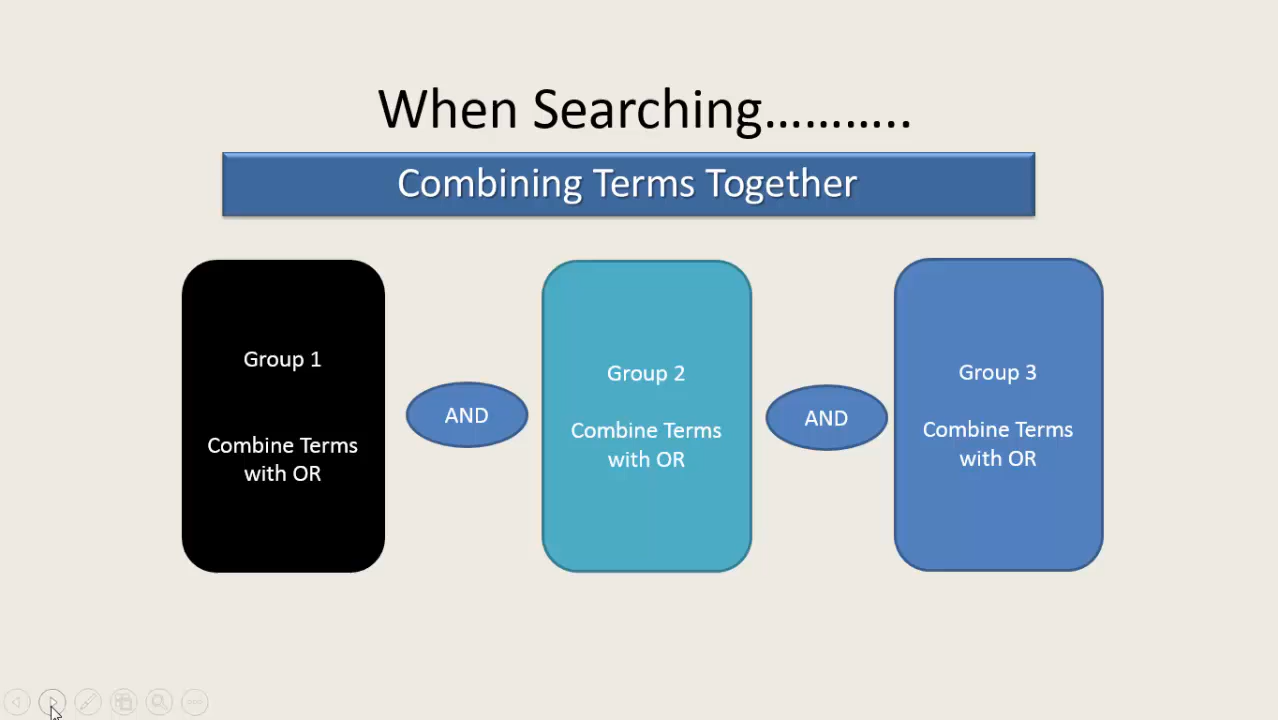 When Searching………..
Combining Terms Together
Group 1
Combine Terms
with OR
AND
Group 2
Combine Terms
with OR
AND
Group 3
Combine Terms
with OR